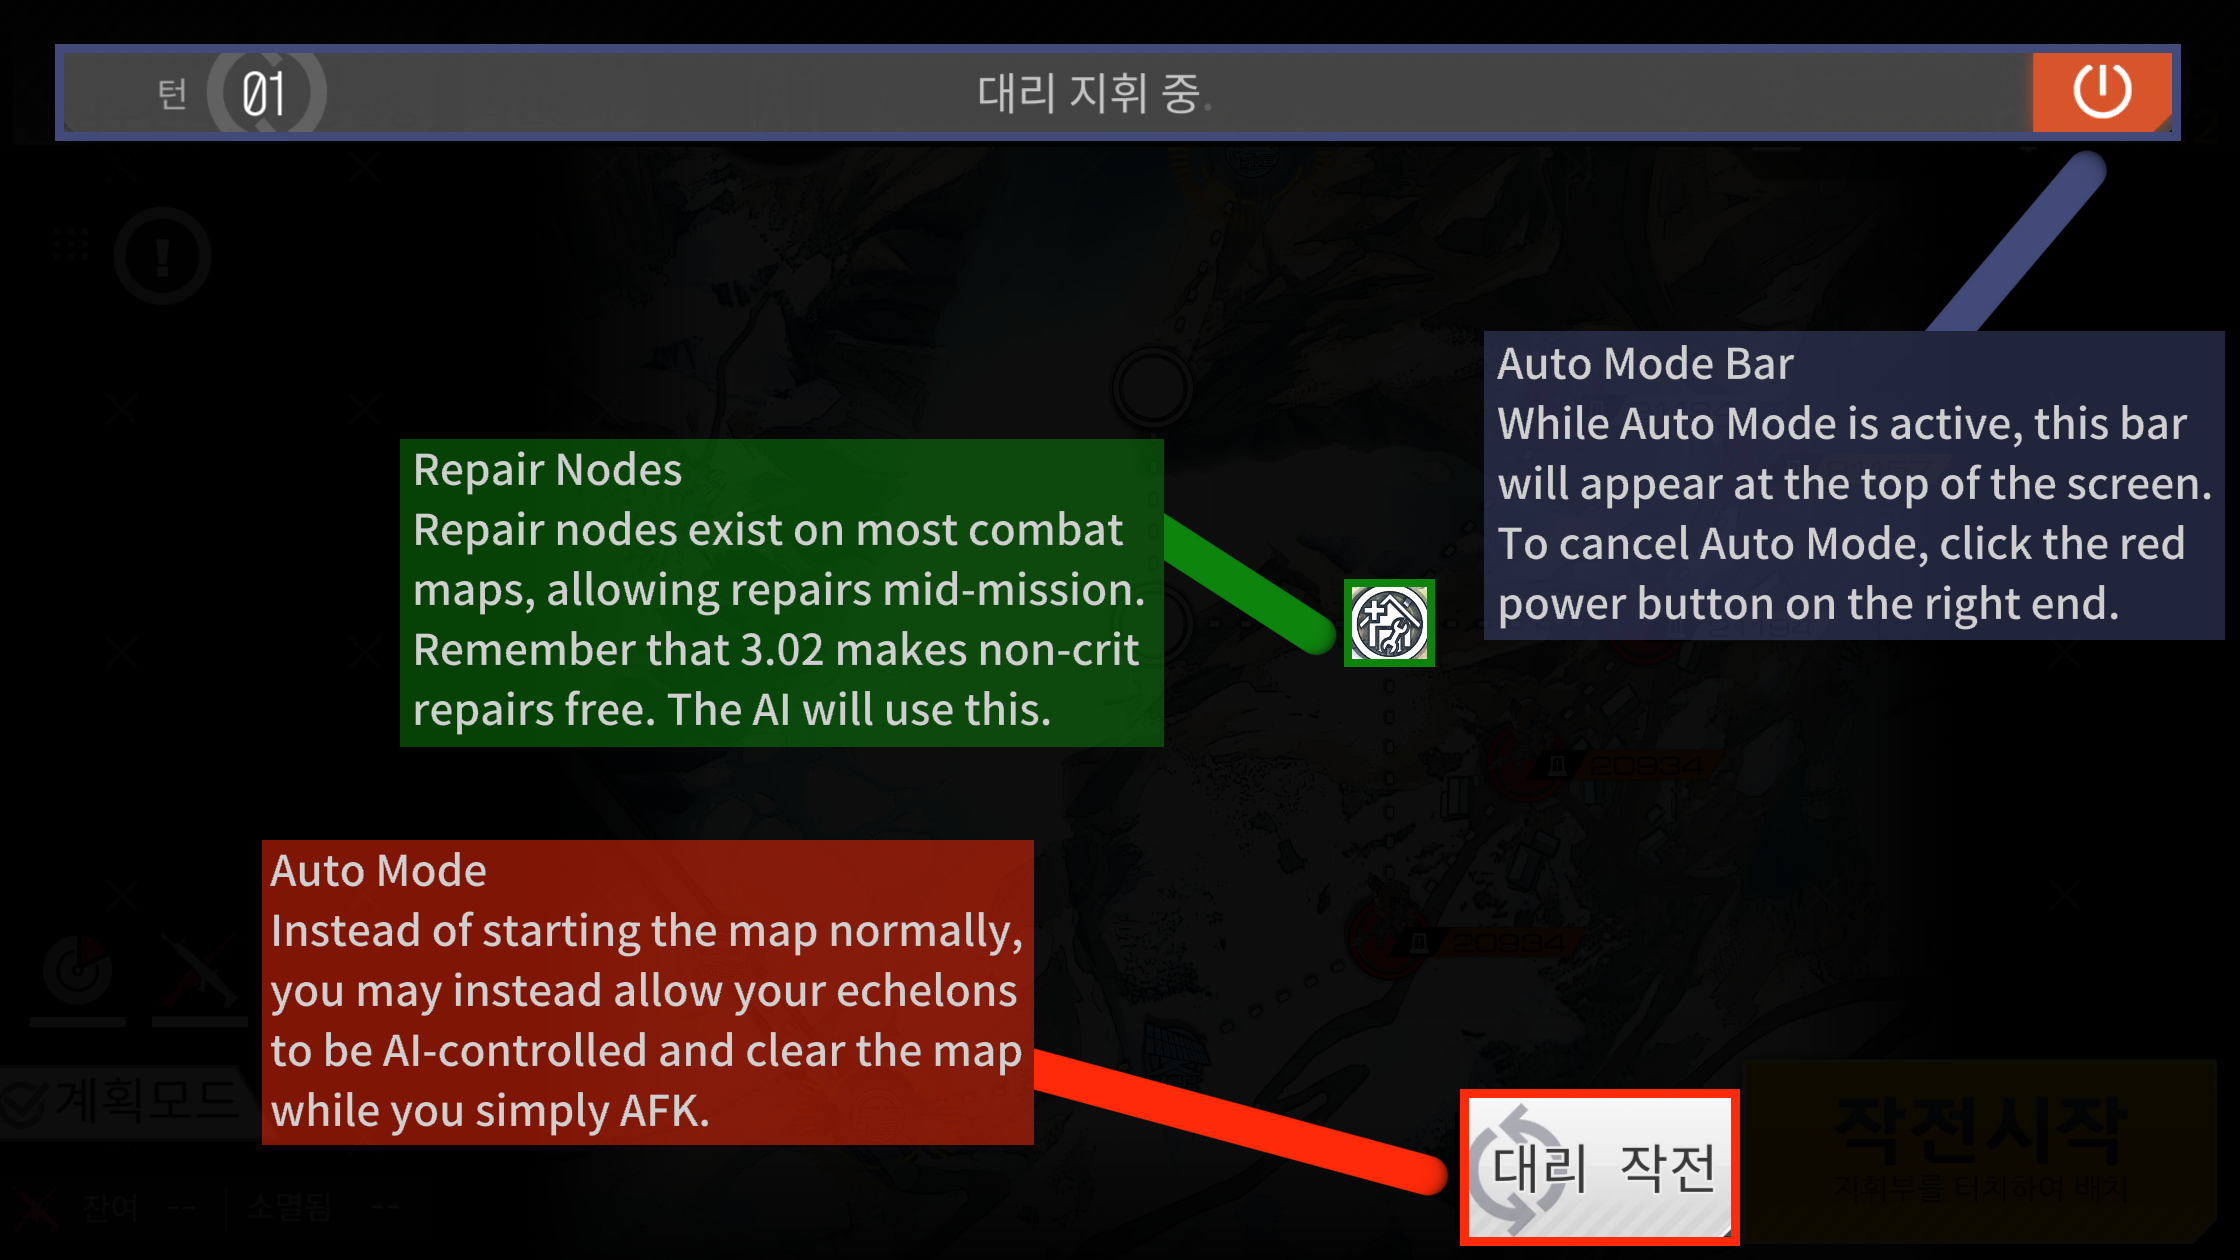 턴 01 대리 지휘 중.
Auto Mode Bar
While Auto Mode is active, this bar
will appear at the top of the screen.
To cancel Auto Mode, click the red
power button on the right end.
Repair Nodes
Repair nodes exist on most combat
maps, allowing repairs mid-mission.
Remember that 3.02 makes non-crit
repairs free. The AI will use this.
20934
Auto Mode
Instead of starting the map normally,
you may instead allow your echelons
to be AI-controlled and clear the map
while you simply AFK.
20934
계획모드
대리 작전
작전시작
지휘부를 터치하여 배치
잔여 -- 소멸됨 --